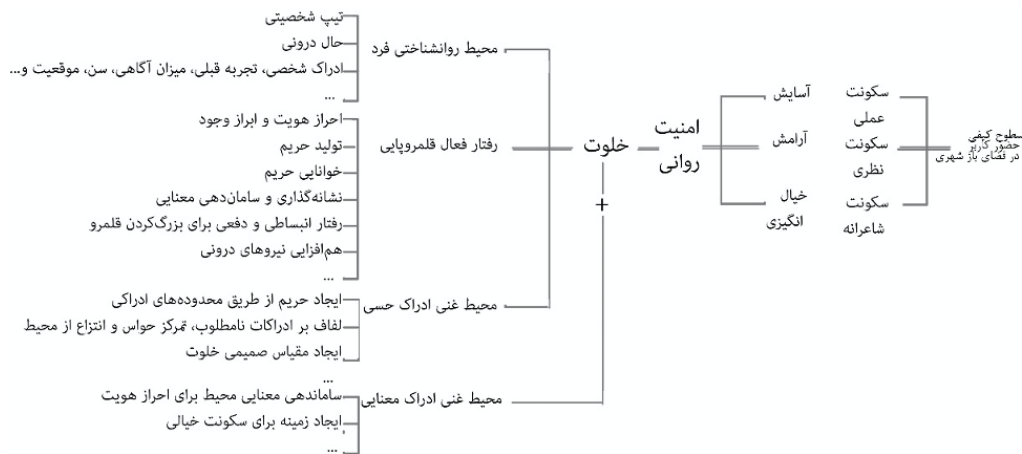 سطوح کیفی
حضور کاربر
در فضای باز شهری
سکونت
عملی
سکونت
نظری
سکونت
شاعرانه
آسایش
آرامش
خیال
انگیزی
امنیت
روانی
خلوت
+
محیط روانشناختی فرد
تیپ شخصیتی
حال درونی
ادراک شخصی، تجربه قبلی، میزان آگاهی، سن، موقعیت و...
...
رفتار فعال قلمروپایی
احراز هویت و ابراز وجود
تولید حریم
خوانایی حریم
نشانه‌گذاری و سامان‌دهی معنایی
رفتار انبساطی و دفعی برای بزرگ‌کردن قلمرو
هم‌افزایی نیروهای درونی
...
محیط غنی ادراک حسی
ایجاد حریم از طریق محدوده‌های ادراکی
لفاف بر ادراکات نامطلوب، تمرکز حواس و انتزاع از محیط
ایجاد مقیاس صمیمی خلوت
...
محیط غنی ادراک معنایی
ساماندهی معنایی محیط برای احراز هویت
ایجاد زمینه برای سکونت خیالی
...